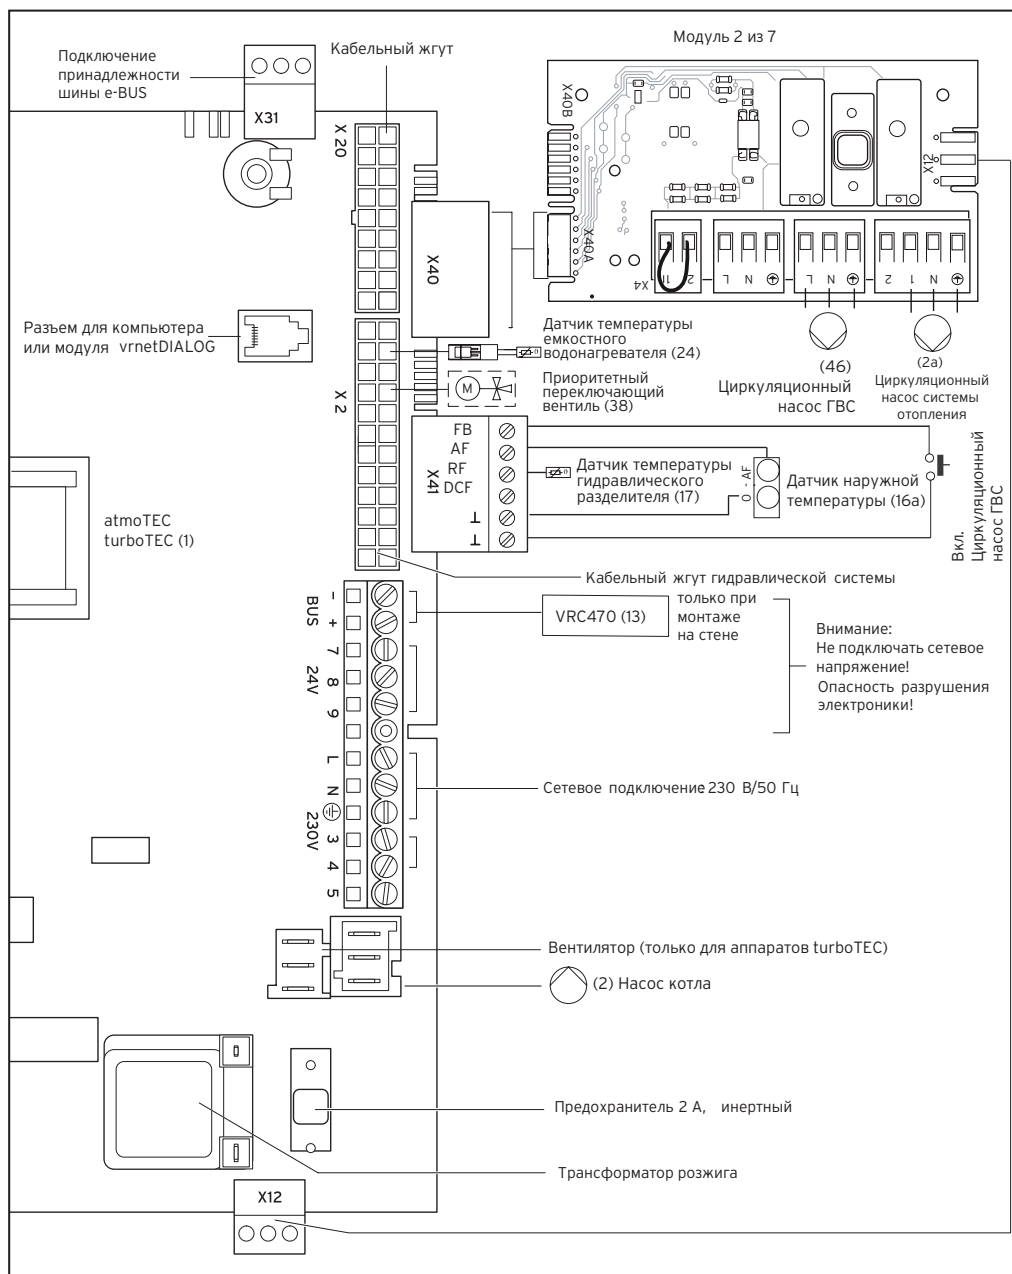 Модуль 2 из 7
Подключение
принадлежности
шины e-BUS
Кабельный жгут
X31
X 20
X40
X40B
X40A
X12
X4
1
2
L
N
L
N
2
1
N
(46)
Циркуляционный
насос ГВС
(2a)
Циркуляционный
насос системы
отопления
Разъем для компьютера
или модуля vrnetDIALOG
Датчик температуры
емкостного
водонагревателя (24)
X 2
M
Приоритетный
переключающий
вентиль (38)
X41
FB
AF
RF
DCF
Датчик температуры
гидравлического
разделителя (17)
0 - AF
Датчик наружной
температуры (16a)
Вкл.
Циркуляционный
насос ГВС
atmoTEC
turboTEC (1)
Кабельный жгут гидравлической системы
VRC470 (13)
только при
монтаже
на стене
Внимание:
Не подключать сетевое
напряжение!
Опасность разрушения
электроники!
BUS
-
+
24V
7
8
9
L
N
230V
3
4
5
Сетевое подключение 230 В/50 Гц
Вентилятор (только для аппаратов turboTEC)
(2) Насос котла
Предохранитель 2 А, инертный
Трансформатор розжига
X12